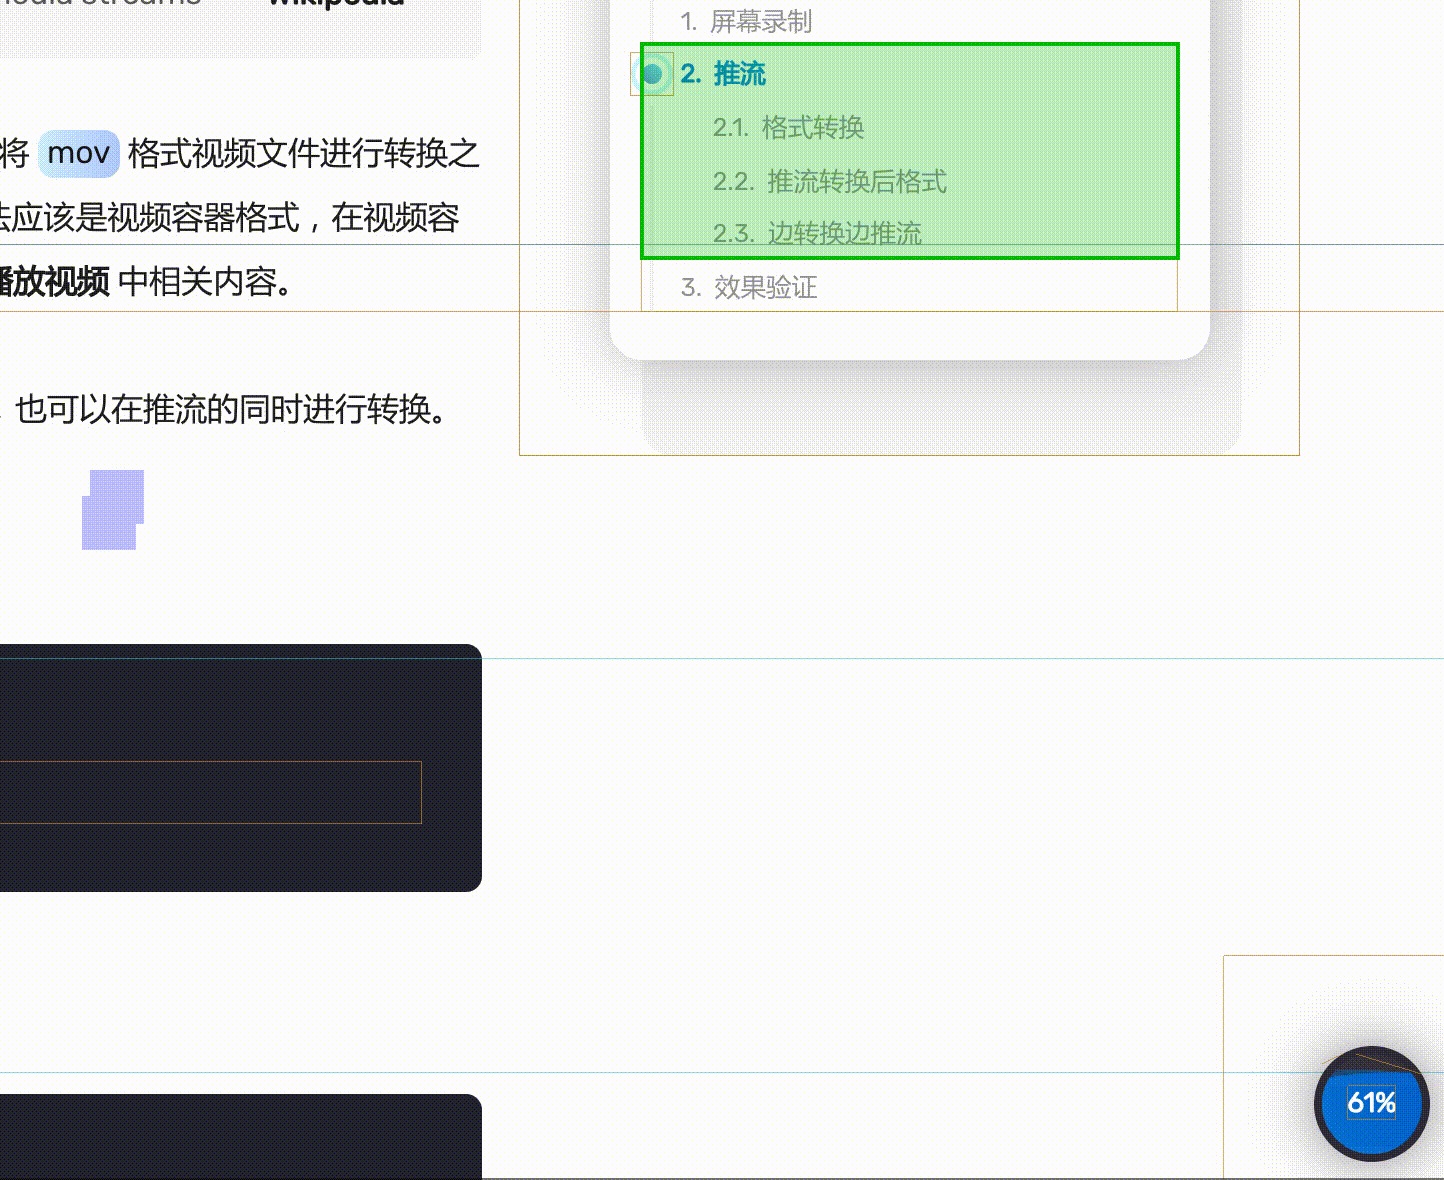 media streams wikipedia
将 mov 格式视频文件进行转换之
法应该是视频容器格式，在视频容
播放视频 中相关内容。
，也可以在推流的同时进行转换。
1. 屏幕录制
2. 推流
2.1. 格式转换
2.2. 推流转换后格式
2.3. 边转换边推流
3. 效果验证
61%